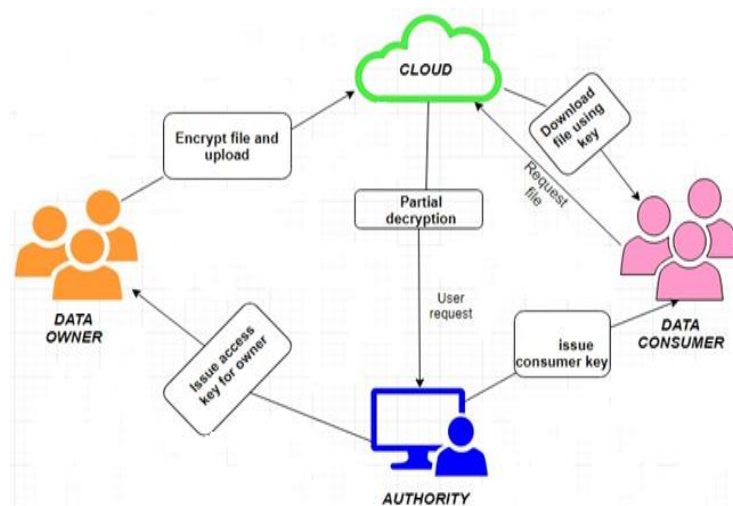 CLOUD
Encrypt file and
upload
Download
file using
key
Request
file
Partial
decryption
DATA
OWNER
User
request
issue
consumer key
DATA
CONSUMER
Issue access
key for owner
AUTHORITY